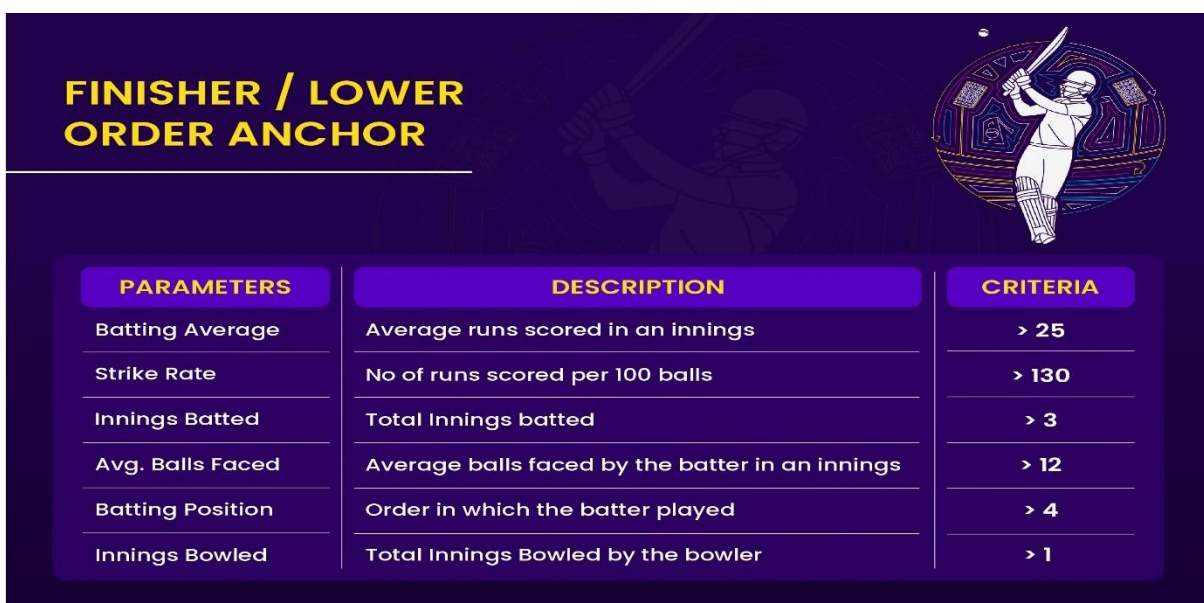 FINISHER / LOWER
ORDER ANCHOR
PARAMETERS DESCRIPTION CRITERIA
Batting Average Average runs scored in an innings > 25
Strike Rate No of runs scored per 100 balls > 130
Innings Batted Total Innings batted > 3
Avg. Balls Faced Average balls faced by the batter in an innings > 12
Batting Position Order in which the batter played > 4
Innings Bowled Total Innings Bowled by the bowler > 1